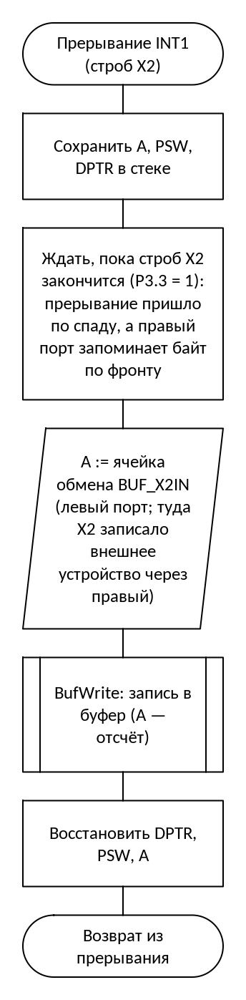 Прерывание INT1
(строб X2)
Сохранить A, PSW,
DPTR в стеке
Ждать, пока строб X2
закончится (P3.3 = 1):
прерывание пришло
по спаду, а правый
порт запоминает байт
по фронту
A := ячейка
обмена BUF_X2IN
(левый порт; туда
X2 записало
внешнее
устройство через
правый)
BufWrite: запись в
буфер (A —
отсчёт)
Восстановить DPTR,
PSW, A
Возврат из
прерывания